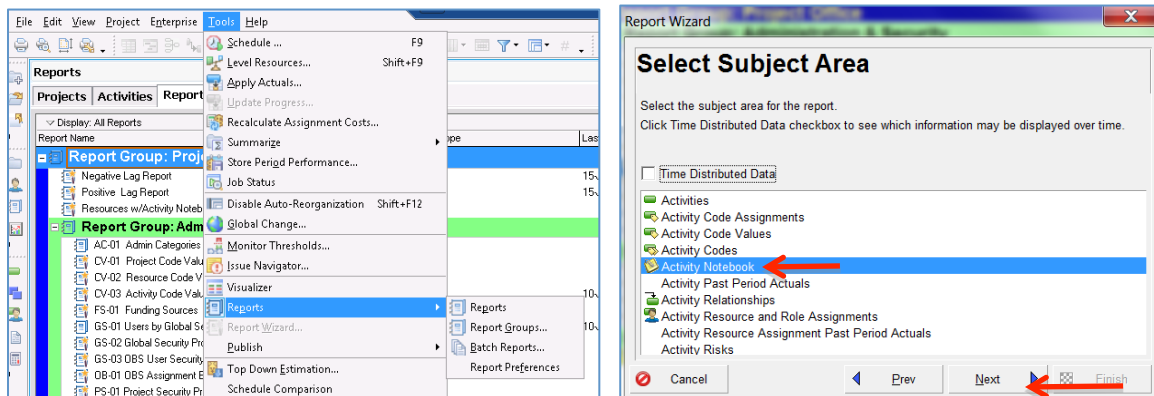 File Edit View Project Enterprise Tools Help
Reports
Projects Activities Report
Display: All Reports
Report Name
Las
Report Group: Proj
Negative Lag Report
15
Positive Lag Report
15
Resources w/Activity Noteb
Report Group: Adm
AC-01 Admin Categories
CV-01 Project Code Valu
CV-02 Resource Code V
CV-03 Activity Code Valu
10
FS-01 Funding Sources
GS-01 Users by Global Se
10
GS-02 Global Security Pro
GS-03 OBS User Security
OB-01 OBS Assignment B
PS-01 Project Security Pr
Schedule ... F9
Level Resources... Shift+F9
Apply Actuals...
Update Progress...
Recalculate Assignment Costs...
Summarize
Store Period Performance...
Job Status
Disable Auto-Reorganization Shift+F12
Global Change...
Monitor Thresholds...
Issue Navigator...
Visualizer
Reports
Report Wizard...
Publish
Top Down Estimation...
Schedule Comparison
Reports
Report Groups...
Batch Reports...
Report Preferences
Report Wizard
X
Select Subject Area
Select the subject area for the report.
Click Time Distributed Data checkbox to see which information may be displayed over time.
Time Distributed Data
Activities
Activity Code Assignments
Activity Code Values
Activity Codes
Activity Notebook
Activity Past Period Actuals
Activity Relationships
Activity Resource and Role Assignments
Activity Resource Assignment Past Period Actuals
Activity Risks
Cancel Prev Next Finish